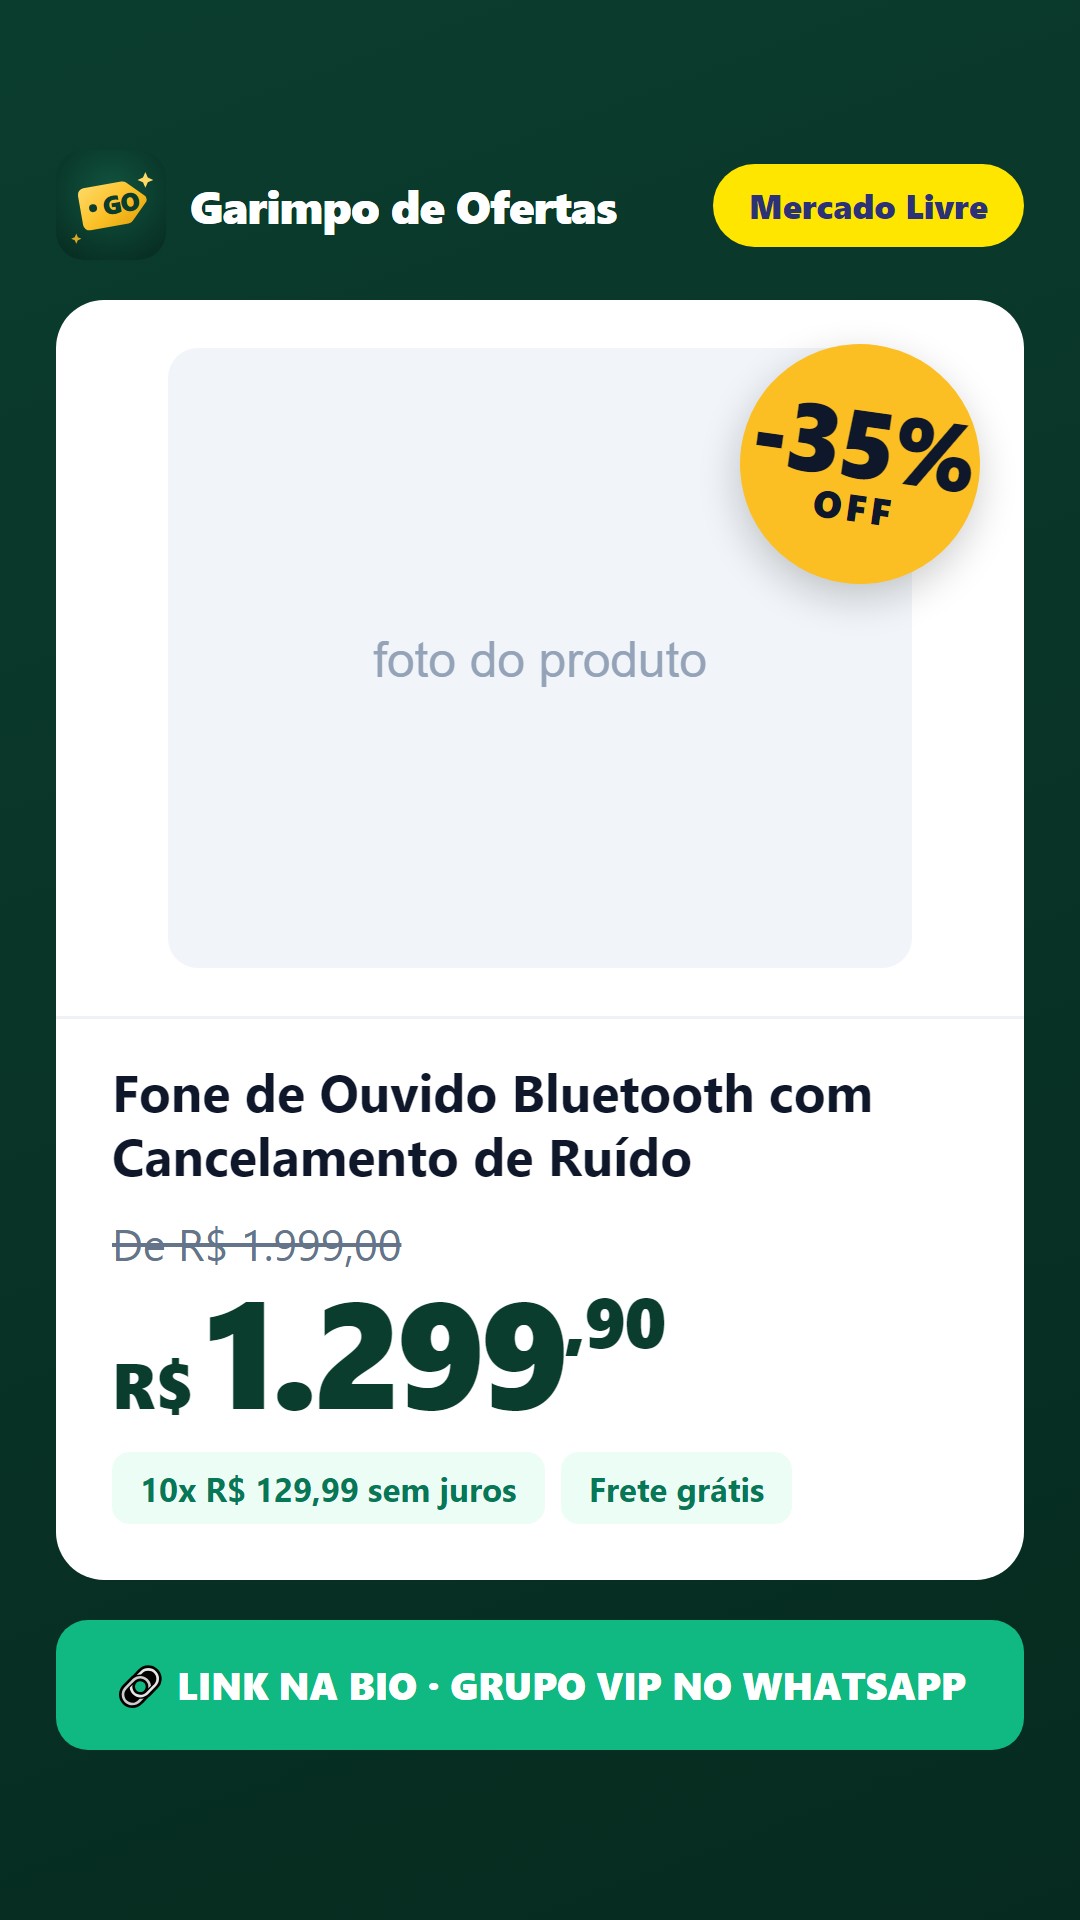 GO
Garimpo de Ofertas
Mercado Livre
-35%
OFF
foto do produto
Fone de Ouvido Bluetooth com
Cancelamento de Ruído
De R$ 1.999,00
R$ 1.299,90
10x R$ 129,99 sem juros
Frete grátis
🔗 LINK NA BIO · GRUPO VIP NO WHATSAPP